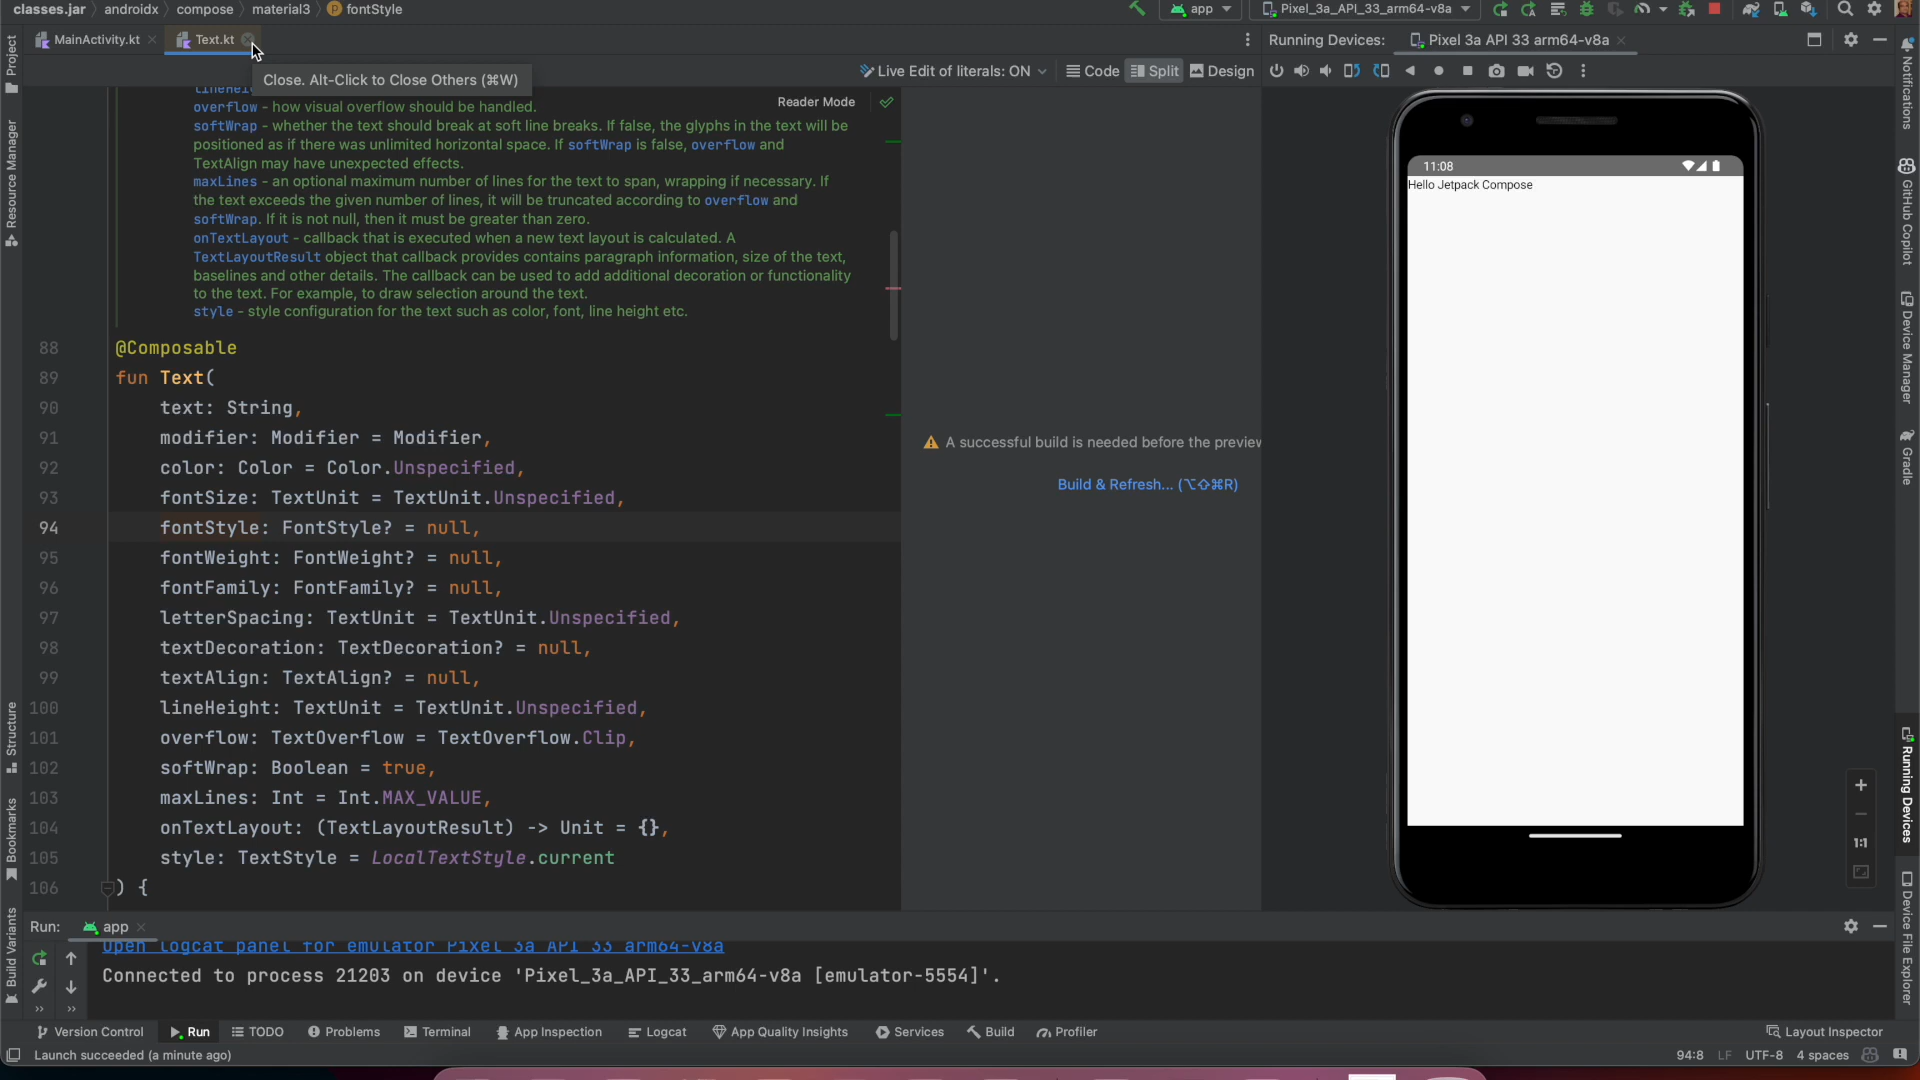 classes.jar androidx compose material3 fontStyle
app
Pixel_3a_API_33_arm64-v8a
MainActivity.kt
Text.kt
Running Devices:
Pixel 3a API 33 arm64-v8a
Close. Alt-Click to Close Others (⌘W)
Live Edit of literals: ON
Code
Split
Design
Reader Mode
overflow - how visual overflow should be handled.
softWrap - whether the text should break at soft line breaks. If false, the glyphs in the text will be
positioned as if there was unlimited horizontal space. If softWrap is false, overflow and
TextAlign may have unexpected effects.
maxLines - an optional maximum number of lines for the text to span, wrapping if necessary. If
the text exceeds the given number of lines, it will be truncated according to overflow and
softWrap. If it is not null, then it must be greater than zero.
onTextLayout - callback that is executed when a new text layout is calculated. A
TextLayoutResult object that callback provides contains paragraph information, size of the text,
baselines and other details. The callback can be used to add additional decoration or functionality
to the text. For example, to draw selection around the text.
style - style configuration for the text such as color, font, line height etc.
88 @Composable
89 fun Text(
90 text: String,
91 modifier: Modifier = Modifier,
92 color: Color = Color.Unspecified,
93 fontSize: TextUnit = TextUnit.Unspecified,
94 fontStyle: FontStyle? = null,
95 fontWeight: FontWeight? = null,
96 fontFamily: FontFamily? = null,
97 letterSpacing: TextUnit = TextUnit.Unspecified,
98 textDecoration: TextDecoration? = null,
99 textAlign: TextAlign? = null,
100 lineHeight: TextUnit = TextUnit.Unspecified,
101 overflow: TextOverflow = TextOverflow.Clip,
102 softWrap: Boolean = true,
103 maxLines: Int = Int.MAX_VALUE,
104 onTextLayout: (TextLayoutResult) -> Unit = {},
105 style: TextStyle = LocalTextStyle.current
106 ) {
A successful build is needed before the preview
Build & Refresh... (⌥⇧⌘R)
11:08
Hello Jetpack Compose
1:1
Project
Resource Manager
Structure
Bookmarks
Build Variants
Notifications
GitHub Copilot
Device Manager
Gradle
Running Devices
Device File Explorer
Run: app
Open logcat panel for emulator Pixel 3a API 33 arm64-v8a
Connected to process 21203 on device 'Pixel_3a_API_33_arm64-v8a [emulator-5554]'.
Version Control
Run
TODO
Problems
Terminal
App Inspection
Logcat
App Quality Insights
Services
Build
Profiler
Layout Inspector
Launch succeeded (a minute ago)
94:8 LF UTF-8 4 spaces